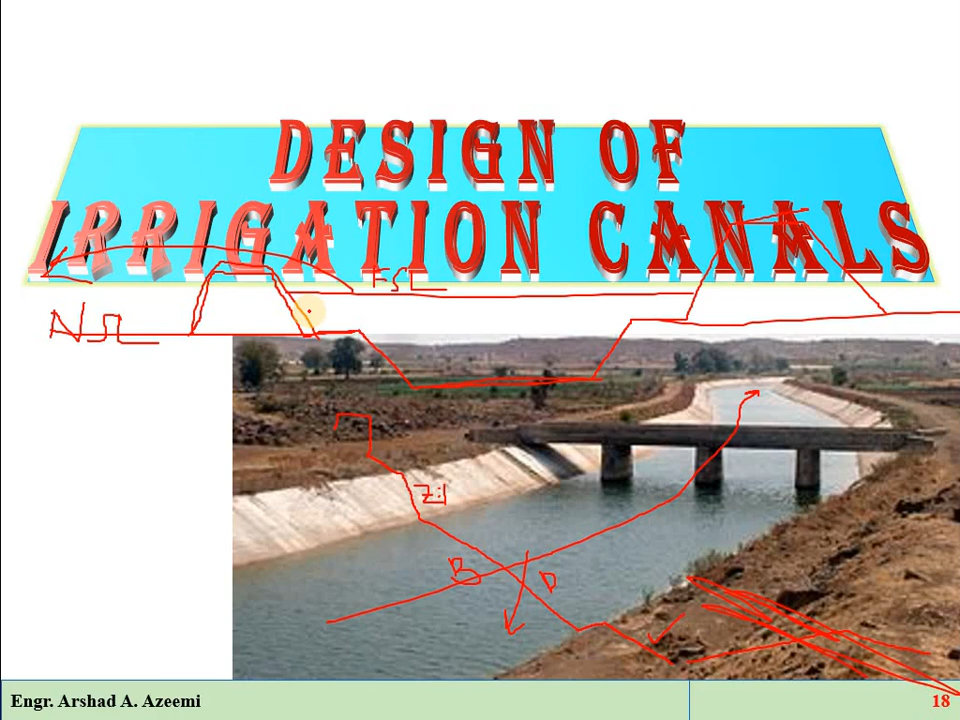 DESIGN OF
IRRIGATION CANALS
FSL
NSL
Z:1
B
D
Engr. Arshad A. Azeemi
18